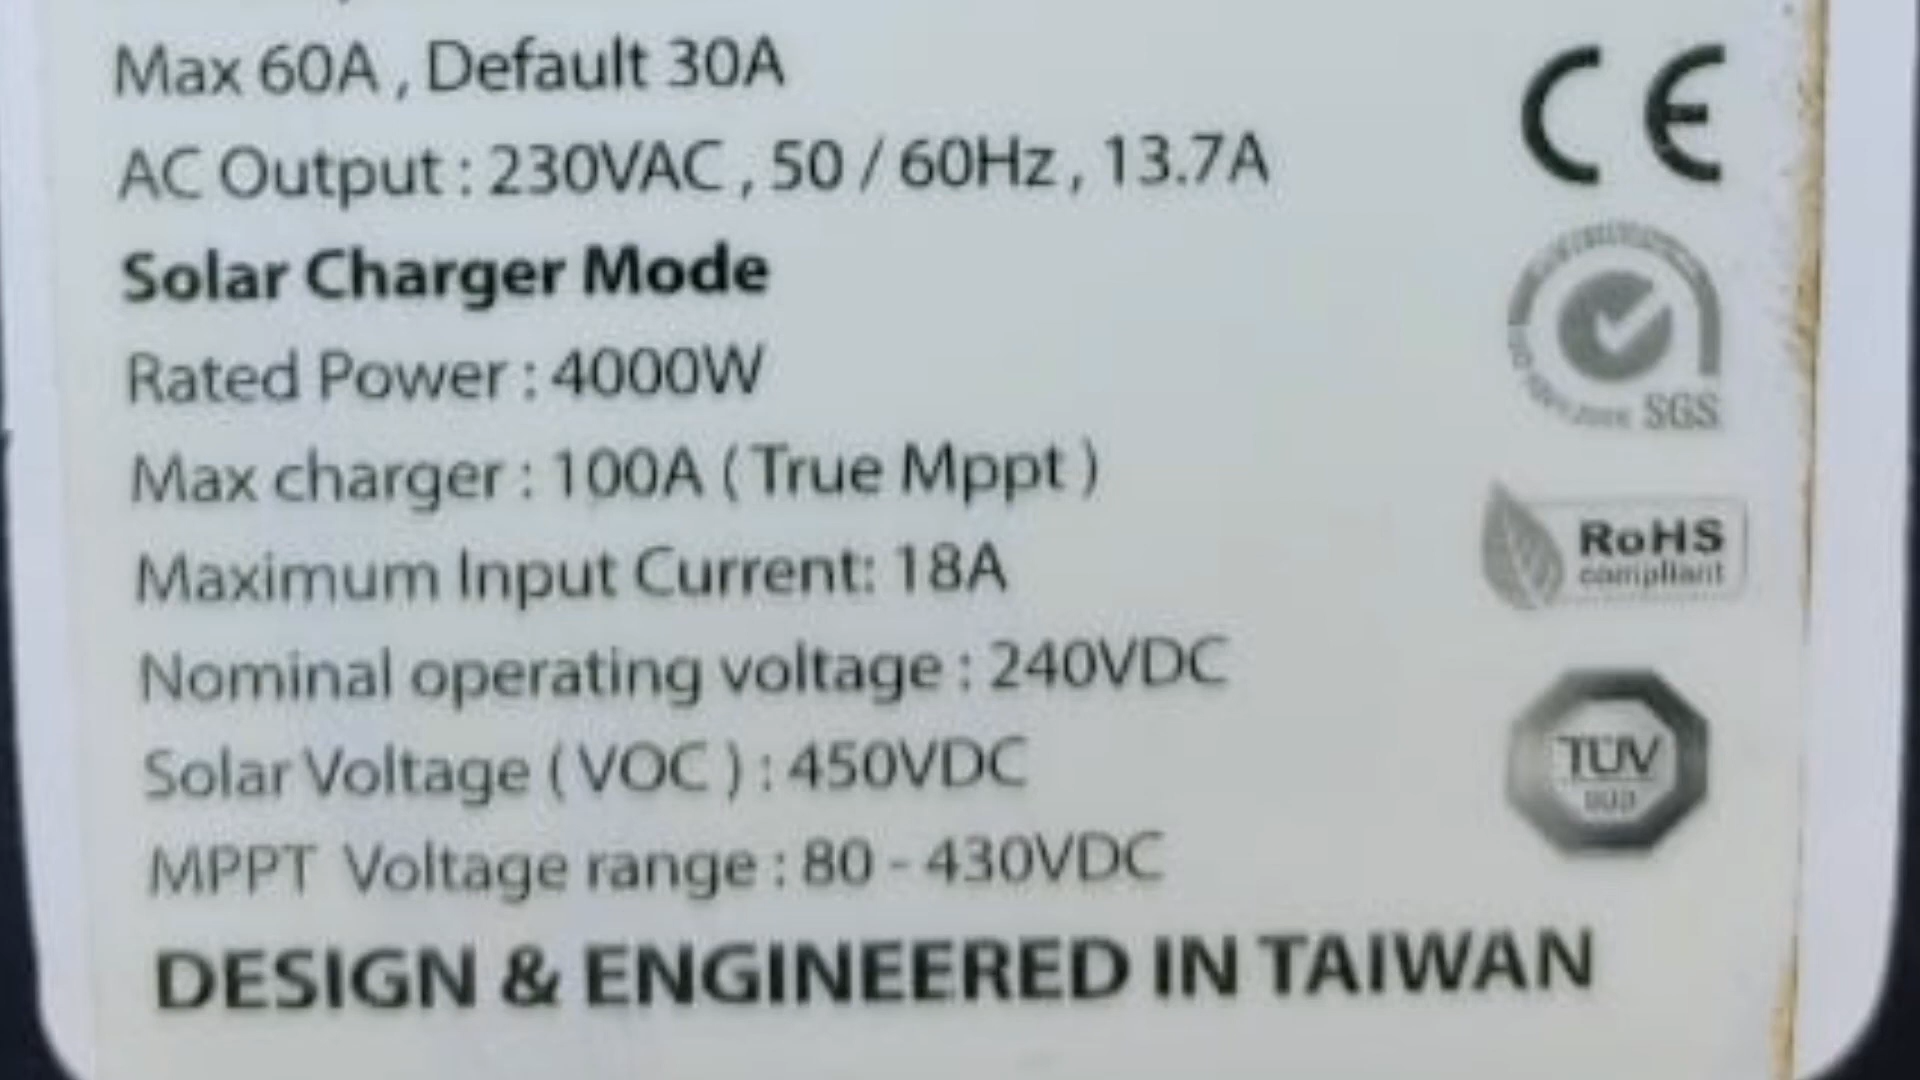 Max 60A , Default 30A
AC Output : 230VAC , 50 / 60Hz , 13.7A
Solar Charger Mode
Rated Power : 4000W
Max charger : 100A ( True Mppt )
Maximum Input Current: 18A
Nominal operating voltage : 240VDC
Solar Voltage ( VOC ) : 450VDC
MPPT Voltage range : 80 - 430VDC
DESIGN & ENGINEERED IN TAIWAN
CE
SGS
RoHS
compliant
TÜV